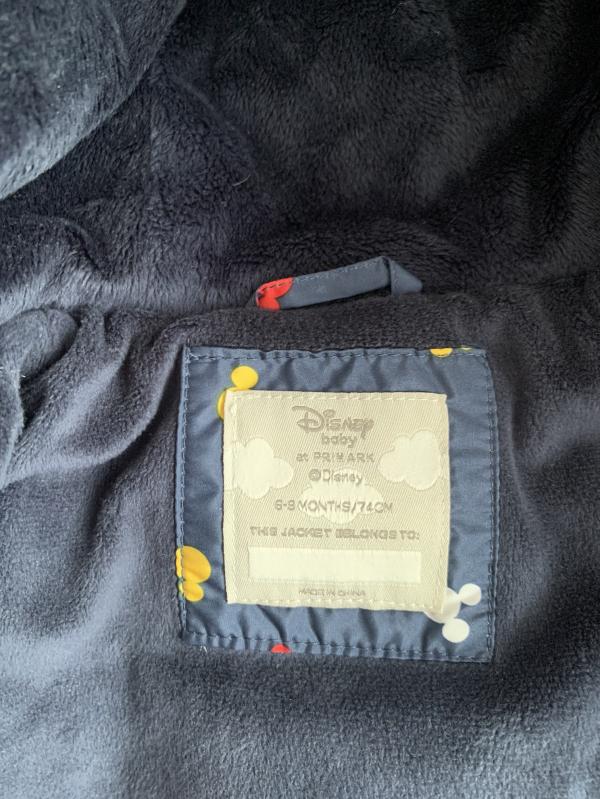 Disney
baby
at PRIMARK
©Disney
6-9 MONTHS/74CM
THIS JACKET BELONGS TO:
MADE IN CHINA